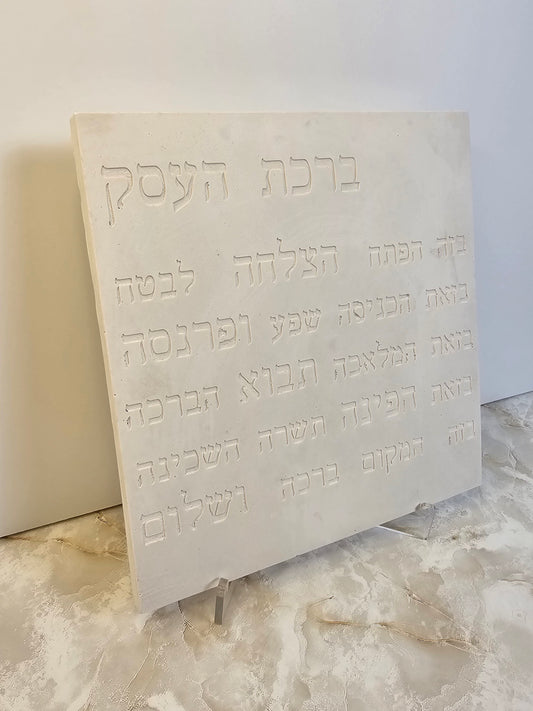 ברכת העסק
בזה הפתח הצלחה לבטח
בזאת הכניסה שפע ופרנסה
בזאת המלאכה תבוא הברכה
בזאת הפינה תשרה השכינה
בזה המקום ברכה ושלום